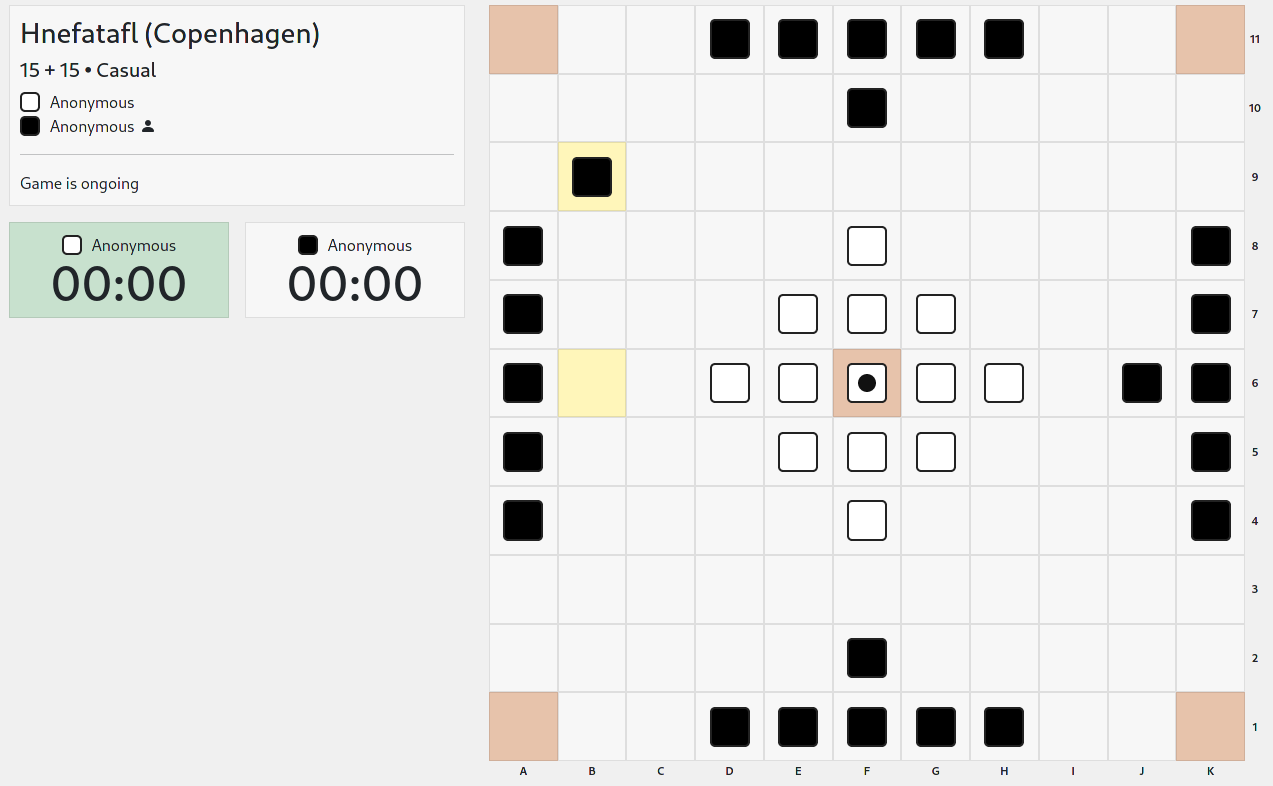 Hnefatafl (Copenhagen)
15 + 15 • Casual
Anonymous
Anonymous
Game is ongoing
Anonymous
00:00
Anonymous
00:00
11
10
9
8
7
6
5
4
3
2
1
A B C D E F G H I J K